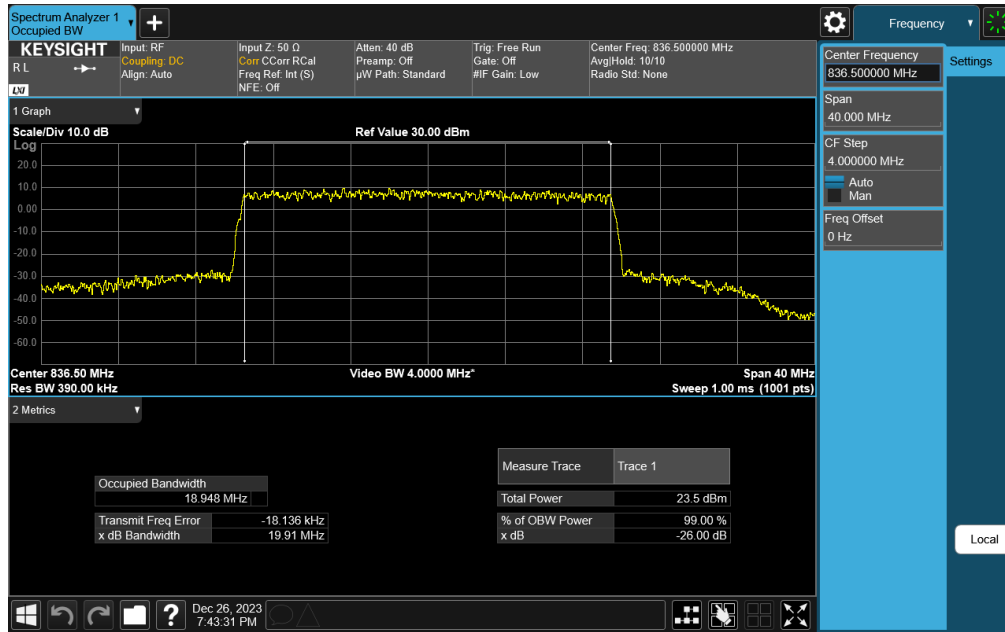 Spectrum Analyzer 1
Occupied BW
Frequency
KEYSIGHT
R L
LXI
Input: RF
Coupling: DC
Align: Auto
Input Z: 50 Ω
Corr CCorr RCal
Freq Ref: Int (S)
NFE: Off
Atten: 40 dB
Preamp: Off
µW Path: Standard
Trig: Free Run
Gate: Off
#IF Gain: Low
Center Freq: 836.500000 MHz
Avg|Hold: 10/10
Radio Std: None
Center Frequency
836.500000 MHz
Settings
Span
40.000 MHz
CF Step
4.000000 MHz
Auto
Man
Freq Offset
0 Hz
Local
1 Graph
Scale/Div 10.0 dB
Ref Value 30.00 dBm
Log
20.0
10.0
0.00
-10.0
-20.0
-30.0
-40.0
-50.0
-60.0
Center 836.50 MHz
Video BW 4.0000 MHz*
Span 40 MHz
Res BW 390.00 kHz
Sweep 1.00 ms (1001 pts)
2 Metrics
Occupied Bandwidth
18.948 MHz
Transmit Freq Error -18.136 kHz
x dB Bandwidth 19.91 MHz
Measure Trace Trace 1
Total Power 23.5 dBm
% of OBW Power 99.00 %
x dB -26.00 dB
?
Dec 26, 2023
7:43:31 PM